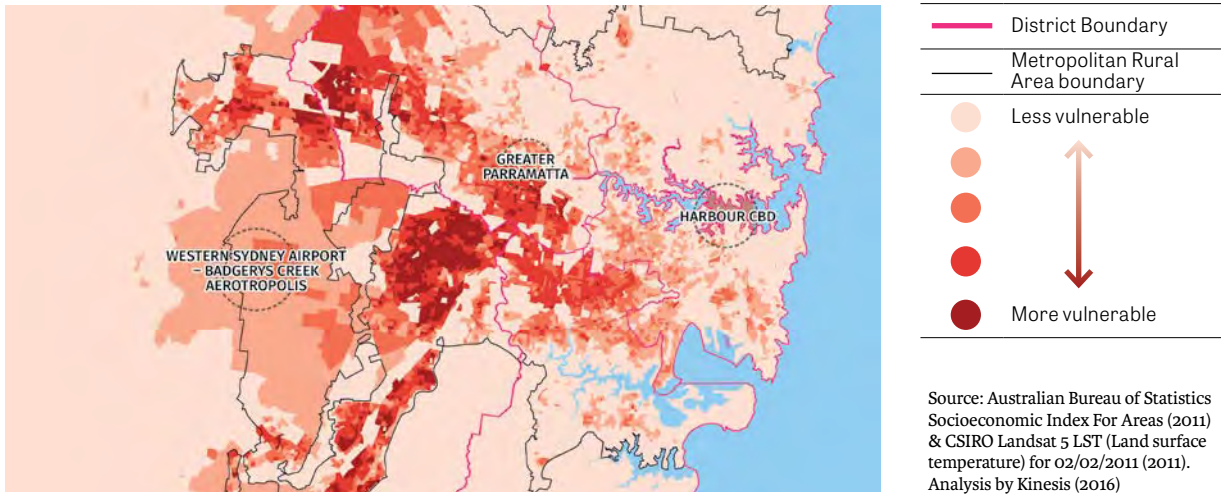 GREATER
PARRAMATTA
HARBOUR CBD
WESTERN SYDNEY AIRPORT
– BADGERYS CREEK
AEROTROPOLIS
District Boundary
Metropolitan Rural
Area boundary
Less vulnerable
More vulnerable
Source: Australian Bureau of Statistics
Socioeconomic Index For Areas (2011)
& CSIRO Landsat 5 LST (Land surface
temperature) for 02/02/2011 (2011).
Analysis by Kinesis (2016)